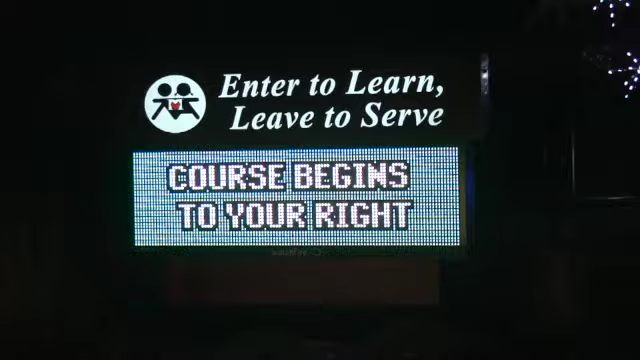 Enter to Learn,
Leave to Serve
COURSE BEGINS
TO YOUR RIGHT